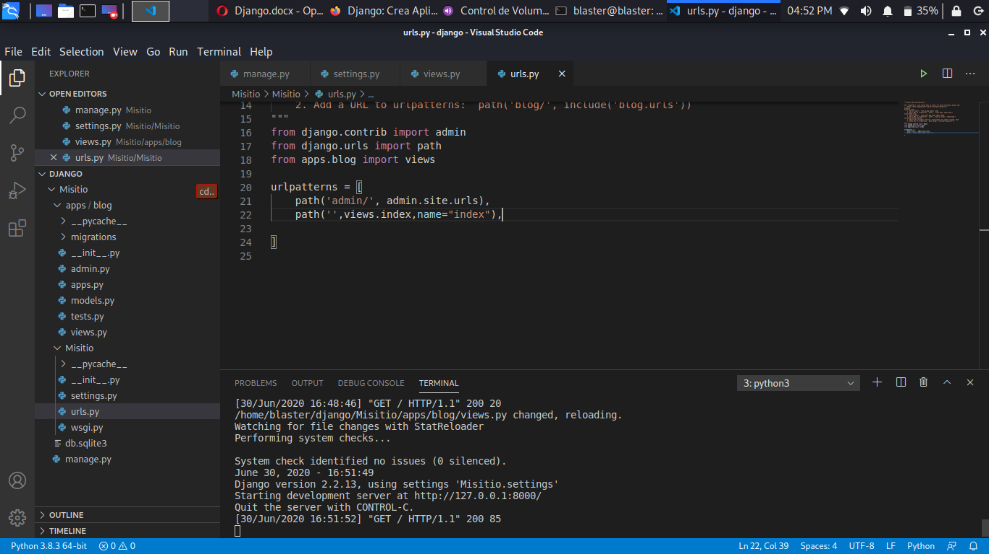 Django.docx - Op...
Django: Crea Apli...
Control de Volum...
blaster@blaster: ...
urls.py - django - ...
04:52 PM
35%
urls.py - django - Visual Studio Code
File Edit Selection View Go Run Terminal Help
EXPLORER
OPEN EDITORS
manage.py Misitio
settings.py Misitio/Misitio
views.py Misitio/apps/blog
urls.py Misitio/Misitio
DJANGO
Misitio
cd..
apps / blog
__pycache__
migrations
__init__.py
admin.py
apps.py
models.py
tests.py
views.py
Misitio
__pycache__
__init__.py
settings.py
urls.py
wsgi.py
db.sqlite3
manage.py
OUTLINE
TIMELINE
manage.py
settings.py
views.py
urls.py
Misitio > Misitio > urls.py > ...
14 2. Add a URL to urlpatterns: path('blog/', include('blog.urls'))
15 """
16 from django.contrib import admin
17 from django.urls import path
18 from apps.blog import views
19
20 urlpatterns = [
21 path('admin/', admin.site.urls),
22 path('',views.index,name="index"),
23
24 ]
25
PROBLEMS OUTPUT DEBUG CONSOLE TERMINAL
3: python3
[30/Jun/2020 16:48:46] "GET / HTTP/1.1" 200 20
/home/blaster/django/Misitio/apps/blog/views.py changed, reloading.
Watching for file changes with StatReloader
Performing system checks...
System check identified no issues (0 silenced).
June 30, 2020 - 16:51:49
Django version 2.2.13, using settings 'Misitio.settings'
Starting development server at http://127.0.0.1:8000/
Quit the server with CONTROL-C.
[30/Jun/2020 16:51:52] "GET / HTTP/1.1" 200 85
Python 3.8.3 64-bit
0 0
Ln 22, Col 39
Spaces: 4
UTF-8
LF
Python